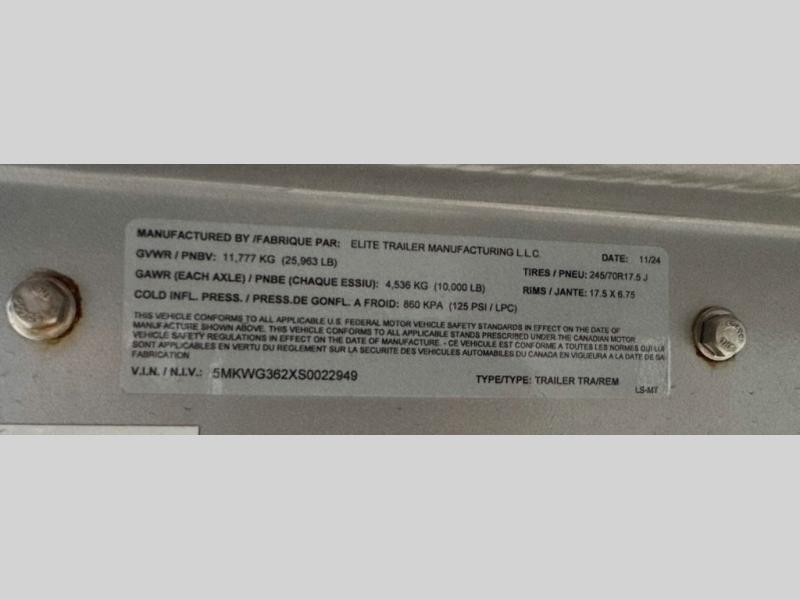 MANUFACTURED BY /FABRIQUE PAR: ELITE TRAILER MANUFACTURING L.L.C. DATE: 11/24
GVWR / PNBV: 11,777 KG (25,963 LB) TIRES / PNEU: 245/70R17.5 J
GAWR (EACH AXLE) / PNBE (CHAQUE ESSIU): 4,536 KG (10,000 LB) RIMS / JANTE: 17.5 X 6.75
COLD INFL. PRESS. / PRESS.DE GONFL. A FROID: 860 KPA (125 PSI / LPC)
THIS VEHICLE CONFORMS TO ALL APPLICABLE U.S. FEDERAL MOTOR VEHICLE SAFETY STANDARDS IN EFFECT ON THE DATE OF
MANUFACTURE SHOWN ABOVE. THIS VEHICLE CONFORMS TO ALL APPLICABLE STANDS PRESCRIBED UNDER THE CANADIAN MOTOR
VEHICLE SAFETY REGULATIONS IN EFFECT ON THE DATE OF MANUFACTURE. - CE VEHICULE EST CONFORME A TOUTES LES NORMES QUI LUI
SONT APPLICABLES EN VERTU DU REGLEMENT SUR LA SECURITE DES VEHICULES AUTOMOBILES DU CANADA EN VIGUEUR A LA DATE DE SA
FABRICATION
V.I.N. / N.I.V.: 5MKWG362XS0022949 TYPE/TYPE: TRAILER TRA/REM
LS-MT